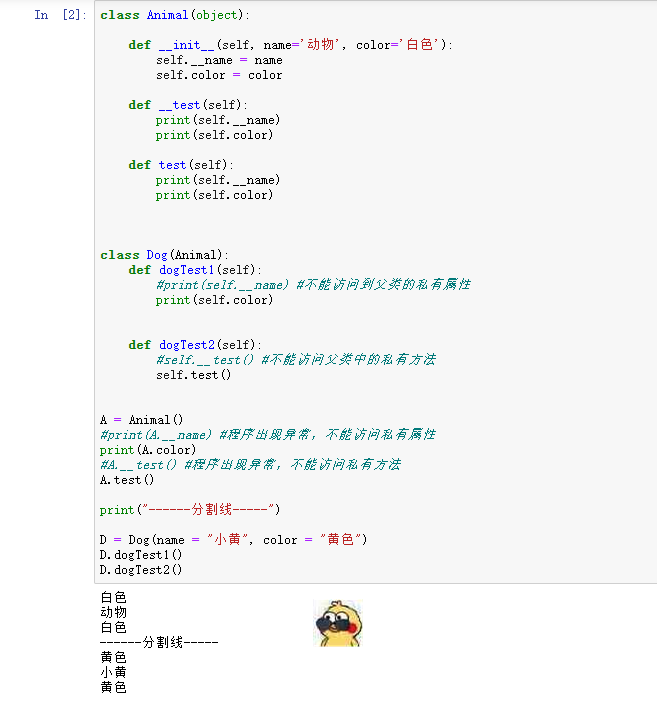 In [2]:
class Animal(object):
def __init__(self, name='动物', color='白色'):
self.__name = name
self.color = color
def __test(self):
print(self.__name)
print(self.color)
def test(self):
print(self.__name)
print(self.color)
class Dog(Animal):
def dogTest1(self):
#print(self.__name) #不能访问到父类的私有属性
print(self.color)
def dogTest2(self):
#self.__test() #不能访问父类中的私有方法
self.test()
A = Animal()
#print(A.__name) #程序出现异常，不能访问私有属性
print(A.color)
#A.__test() #程序出现异常，不能访问私有方法
A.test()
print("------分割线-----")
D = Dog(name = "小黄", color = "黄色")
D.dogTest1()
D.dogTest2()
白色
动物
白色
------分割线-----
黄色
小黄
黄色